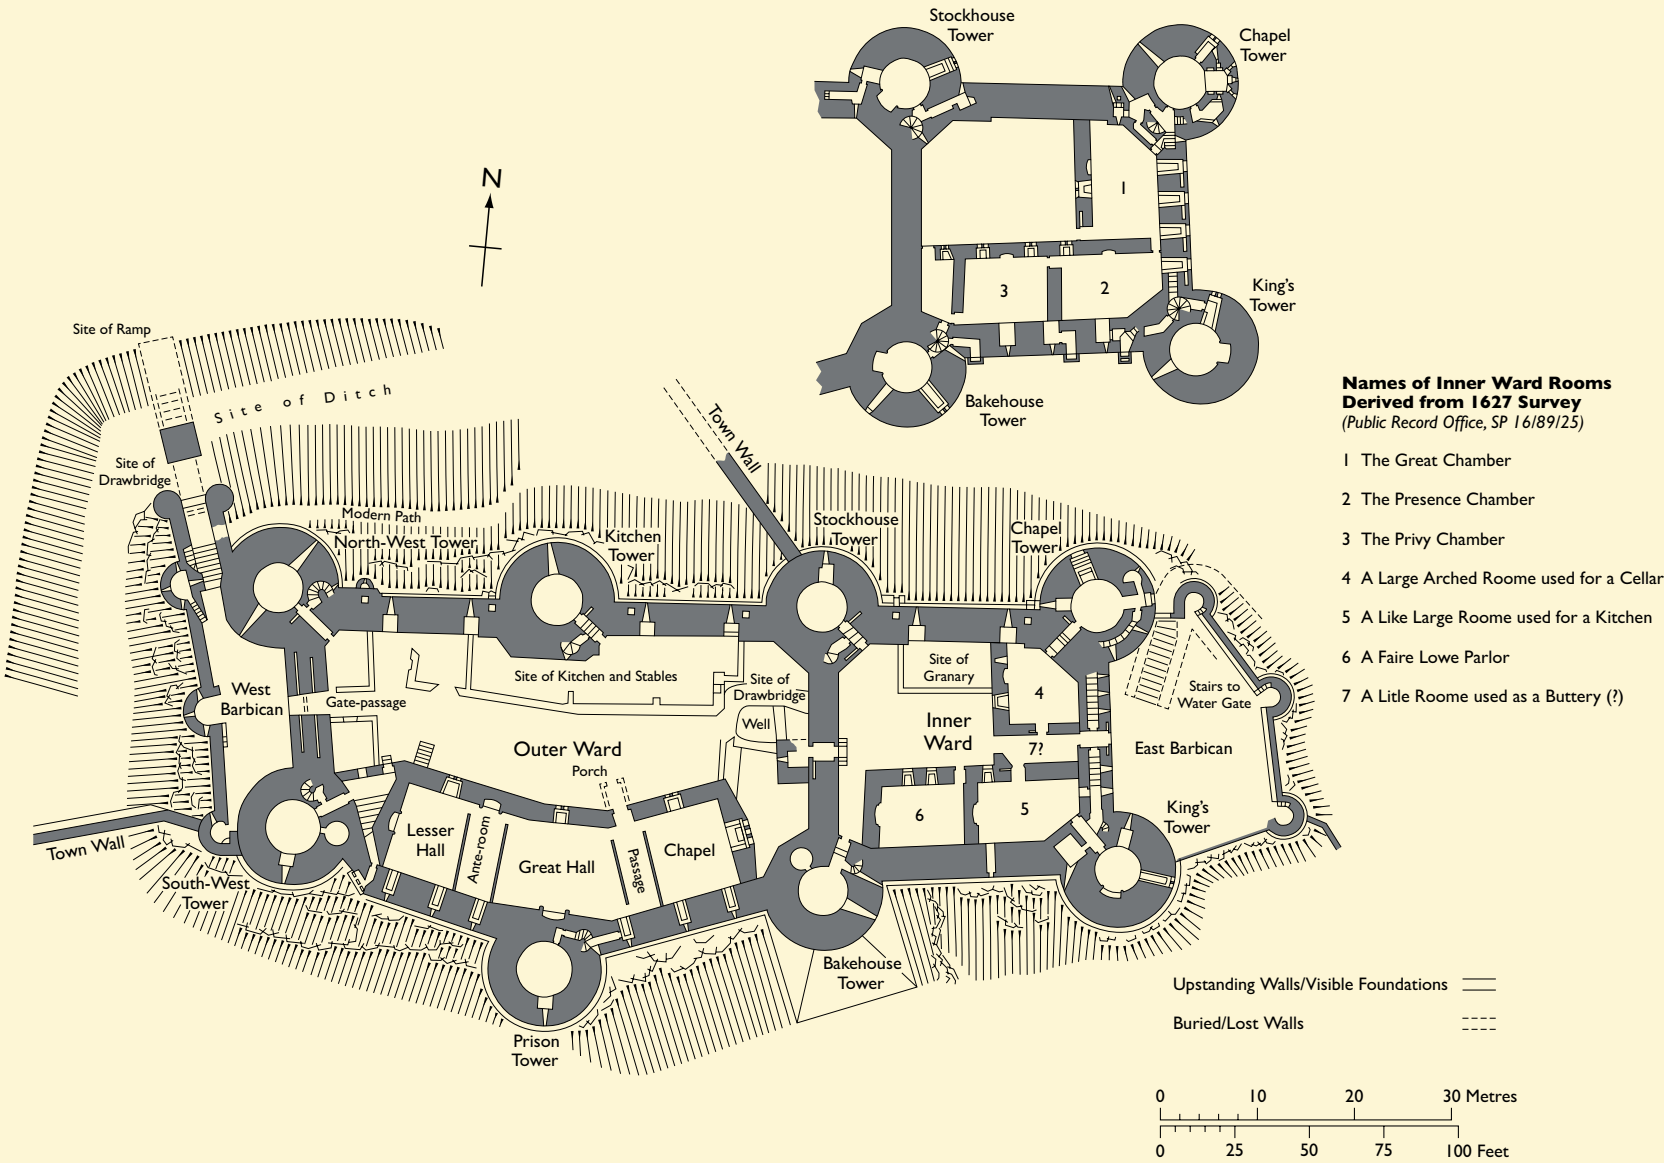 Stockhouse
Tower
Chapel
Tower
N
1
3
2
King's
Tower
Bakehouse
Tower
Site of Ramp
Site of Ditch
Site of
Drawbridge
Town Wall
Modern Path
North-West Tower
Kitchen
Tower
Stockhouse
Tower
Chapel
Tower
Names of Inner Ward Rooms
Derived from 1627 Survey
(Public Record Office, SP 16/89/25)
1 The Great Chamber
2 The Presence Chamber
3 The Privy Chamber
4 A Large Arched Roome used for a Cellar
5 A Like Large Roome used for a Kitchen
6 A Faire Lowe Parlor
7 A Litle Roome used as a Buttery (?)
West
Barbican
Gate-passage
Site of Kitchen and Stables
Site of
Drawbridge
Well
Site of
Granary
4
Stairs to
Water Gate
Outer Ward
Inner
Ward
7?
East Barbican
Porch
Lesser
Hall
Ante-room
Great Hall
Passage
Chapel
6
5
King's
Tower
Town Wall
South-West
Tower
Bakehouse
Tower
Prison
Tower
Upstanding Walls/Visible Foundations
Buried/Lost Walls
0 10 20 30 Metres
0 25 50 75 100 Feet